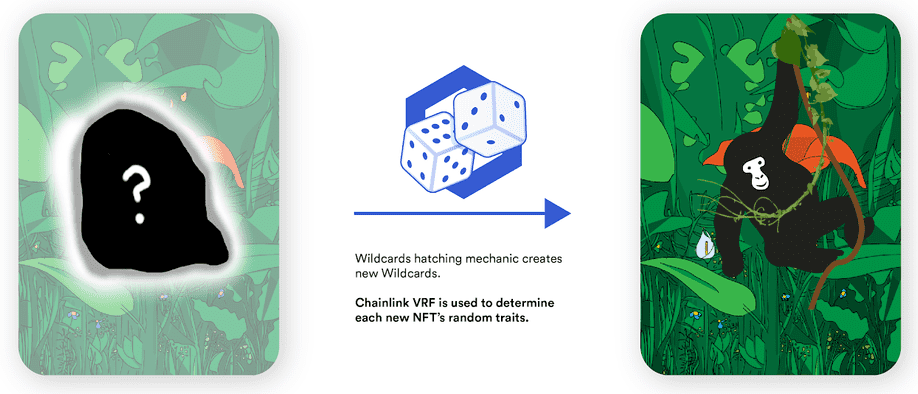 ?
Wildcards hatching mechanic creates
new Wildcards.
Chainlink VRF is used to determine
each new NFT’s random traits.